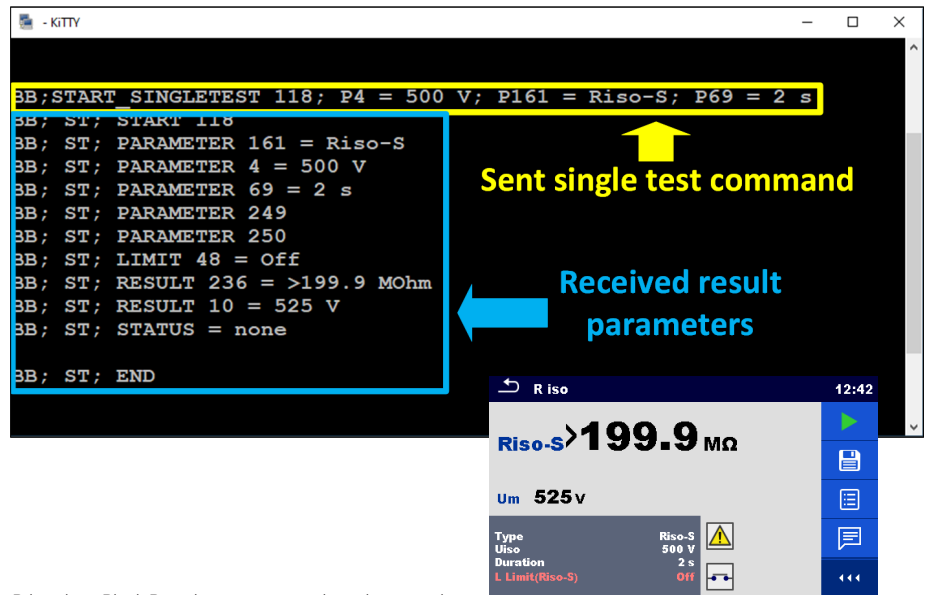 - KiTTY
BB;START_SINGLETEST 118; P4 = 500 V; P161 = Riso-S; P69 = 2 s
BB; ST; START 118
BB; ST; PARAMETER 161 = Riso-S
BB; ST; PARAMETER 4 = 500 V
BB; ST; PARAMETER 69 = 2 s
BB; ST; PARAMETER 249
BB; ST; PARAMETER 250
BB; ST; LIMIT 48 = Off
BB; ST; RESULT 236 = >199.9 MOhm
BB; ST; RESULT 10 = 525 V
BB; ST; STATUS = none
BB; ST; END
Sent single test command
Received result
parameters
R iso 12:42
Riso-S >199.9 MΩ
Um 525 V
Type Riso-S
Uiso 500 V
Duration 2 s
L Limit(Riso-S) Off